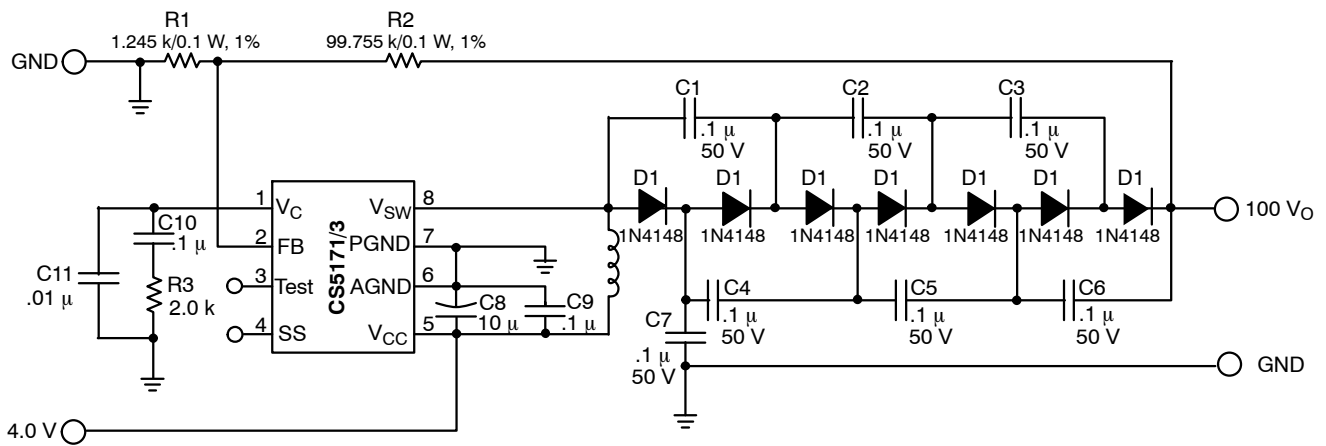 R1
1.245 k/0.1 W, 1%
R2
99.755 k/0.1 W, 1%
GND
C1
.1 μ
50 V
C2
.1 μ
50 V
C3
.1 μ
50 V
D1
1N4148
D1
1N4148
D1
1N4148
D1
1N4148
D1
1N4148
D1
1N4148
D1
1N4148
100 VO
1
VC
2
FB
3
Test
4
SS
CS5171/3
VSW
8
PGND
7
AGND
6
VCC
5
C10
.1 μ
C11
.01 μ
R3
2.0 k
C8
10 μ
C9
.1 μ
C4
.1 μ
50 V
C5
.1 μ
50 V
C6
.1 μ
50 V
C7
.1 μ
50 V
GND
4.0 V